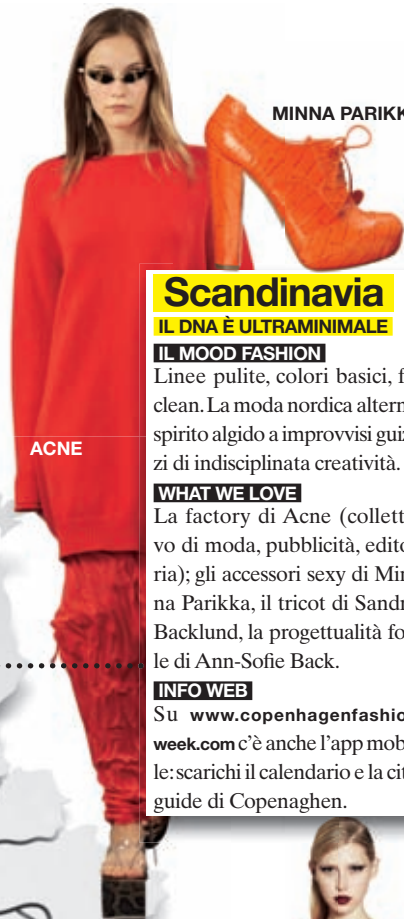 MINNA PARIKK
Scandinavia
IL DNA È ULTRAMINIMALE
IL MOOD FASHION
Linee pulite, colori basici, f
clean. La moda nordica altern
spirito algido a improvvisi gui
zi di indisciplinata creatività.
ACNE
WHAT WE LOVE
La factory di Acne (collett
vo di moda, pubblicità, edito
ria); gli accessori sexy di Min
na Parikka, il tricot di Sandr
Backlund, la progettualità fo
le di Ann-Sofie Back.
INFO WEB
Su www.copenhagenfashio
week.com c'è anche l'app mob
le: scarichi il calendario e la cit
guide di Copenaghen.